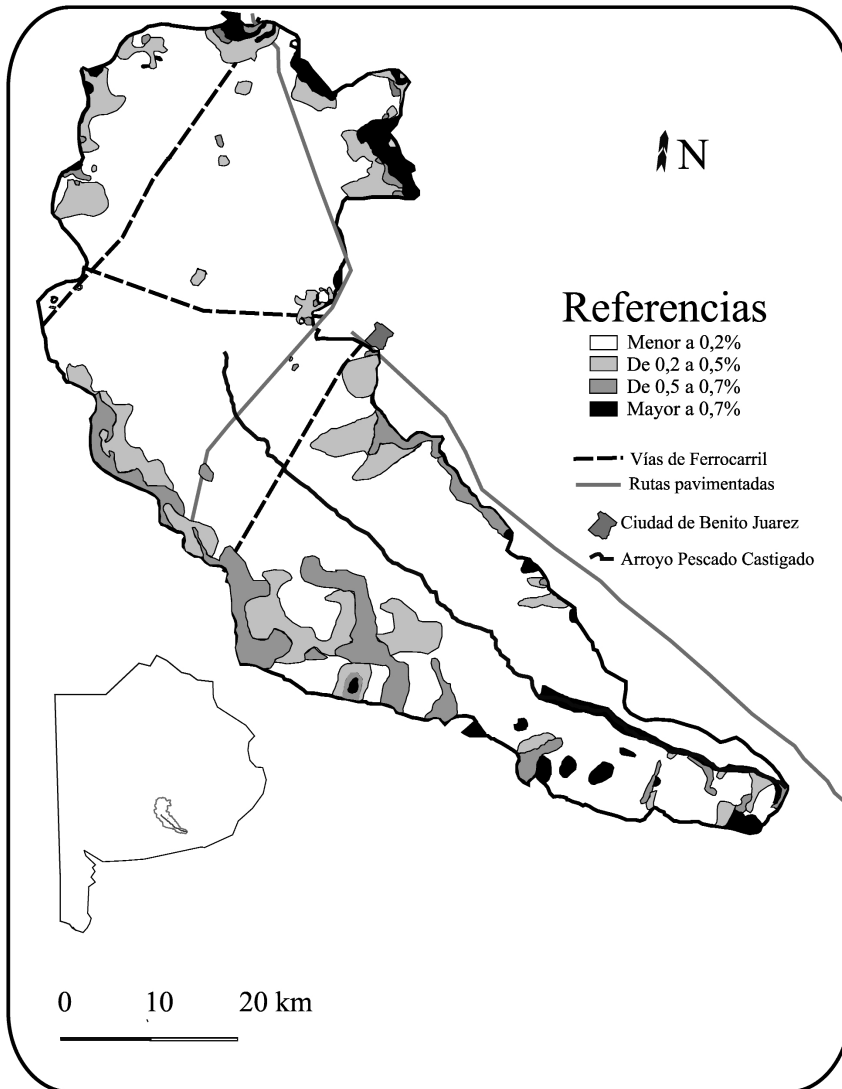 N
Referencias
Menor a 0,2%
De 0,2 a 0,5%
De 0,5 a 0,7%
Mayor a 0,7%
Vías de Ferrocarril
Rutas pavimentadas
Ciudad de Benito Juarez
Arroyo Pescado Castigado
0 10 20 km